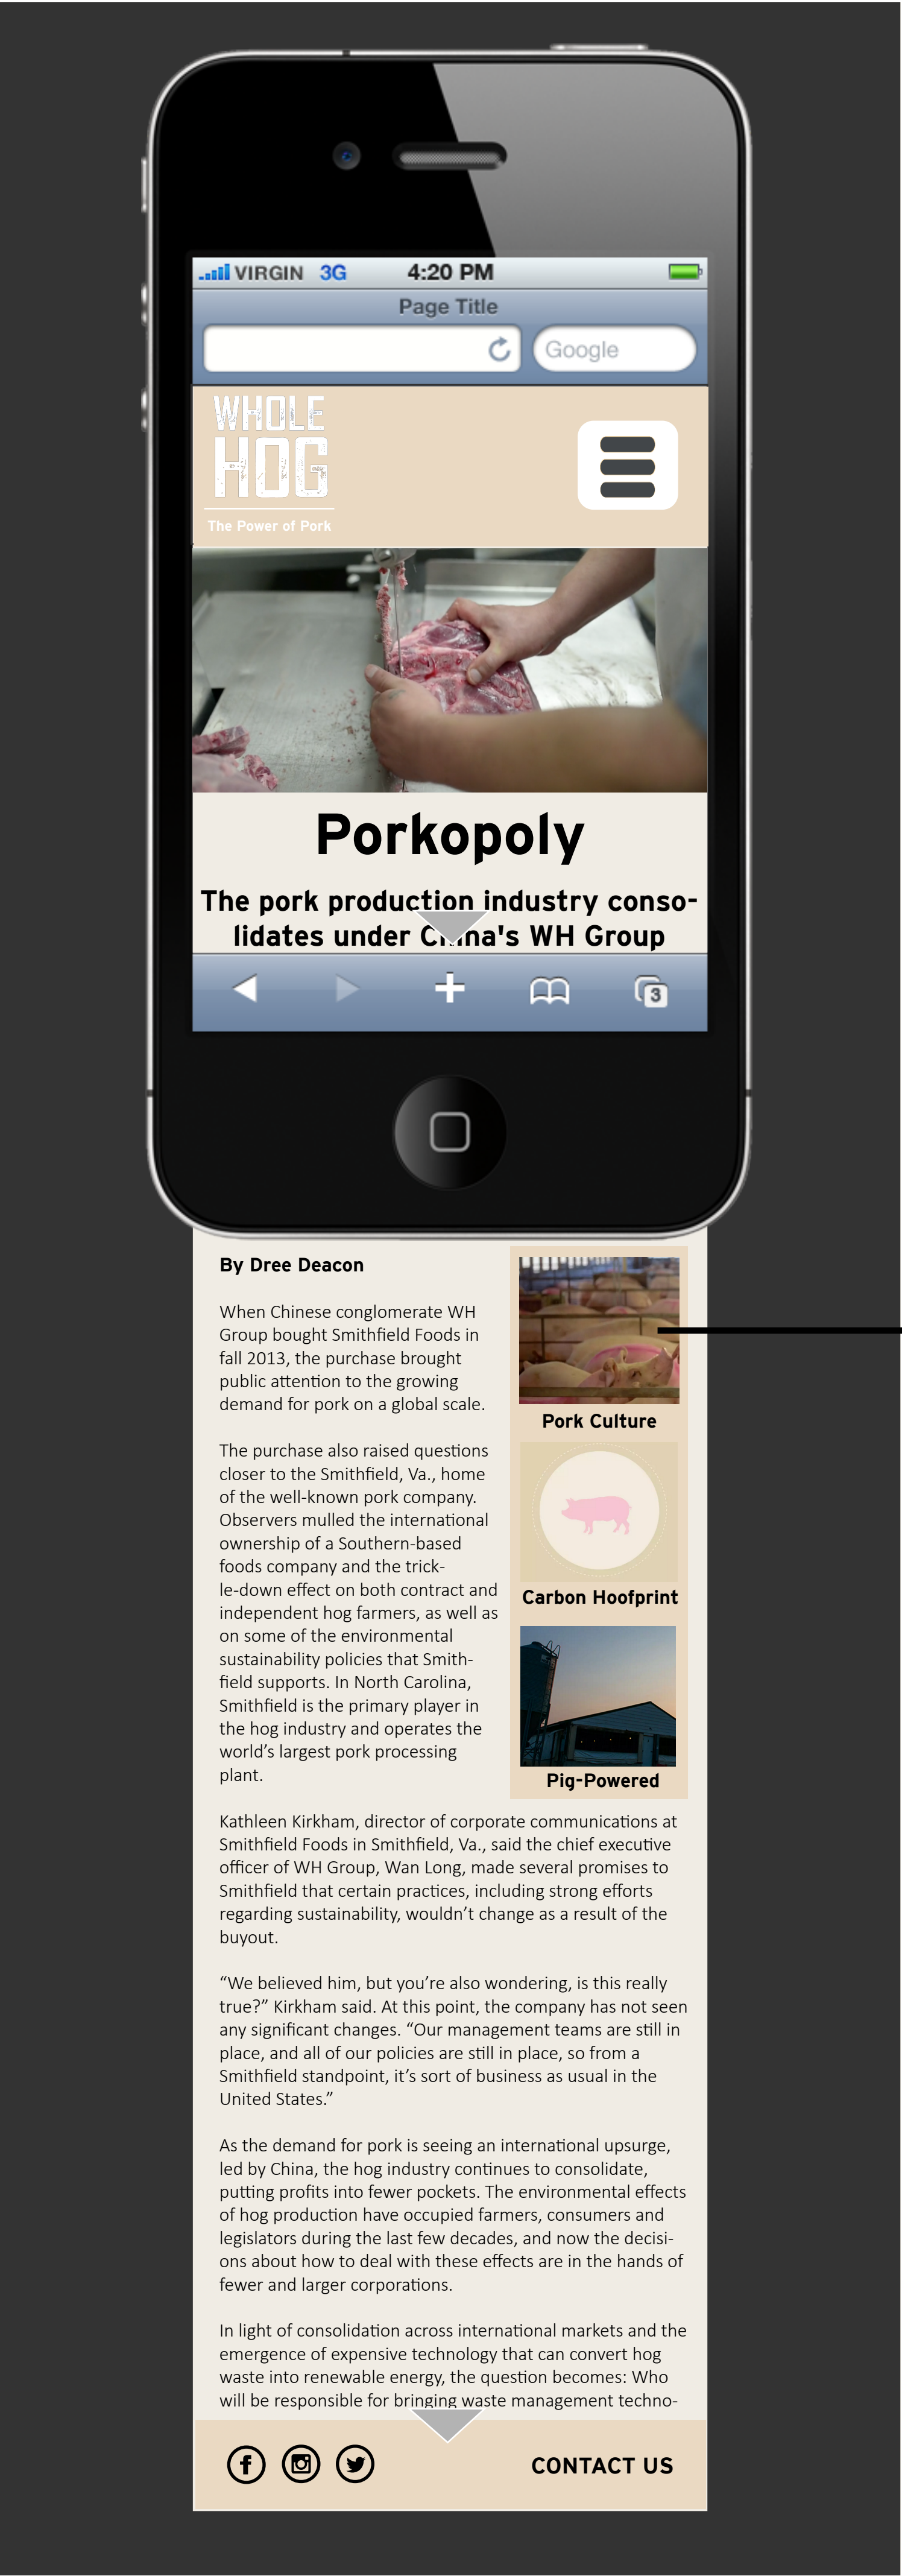 VIRGIN 3G 4:20 PM
Page Title
Google
WHOLE
HOG
The Power of Pork
Porkopoly
The pork production industry conso-
lidates under China's WH Group
3
By Dree Deacon
When Chinese conglomerate WH
Group bought Smithfield Foods in
fall 2013, the purchase brought
public attention to the growing
demand for pork on a global scale.
The purchase also raised questions
closer to the Smithfield, Va., home
of the well-known pork company.
Observers mulled the international
ownership of a Southern-based
foods company and the trick-
le-down effect on both contract and
independent hog farmers, as well as
on some of the environmental
sustainability policies that Smith-
field supports. In North Carolina,
Smithfield is the primary player in
the hog industry and operates the
world’s largest pork processing
plant.
Pork Culture
Carbon Hoofprint
Pig-Powered
Kathleen Kirkham, director of corporate communications at
Smithfield Foods in Smithfield, Va., said the chief executive
officer of WH Group, Wan Long, made several promises to
Smithfield that certain practices, including strong efforts
regarding sustainability, wouldn’t change as a result of the
buyout.
“We believed him, but you’re also wondering, is this really
true?” Kirkham said. At this point, the company has not seen
any significant changes. “Our management teams are still in
place, and all of our policies are still in place, so from a
Smithfield standpoint, it’s sort of business as usual in the
United States.”
As the demand for pork is seeing an international upsurge,
led by China, the hog industry continues to consolidate,
putting profits into fewer pockets. The environmental effects
of hog production have occupied farmers, consumers and
legislators during the last few decades, and now the decisi-
ons about how to deal with these effects are in the hands of
fewer and larger corporations.
In light of consolidation across international markets and the
emergence of expensive technology that can convert hog
waste into renewable energy, the question becomes: Who
will be responsible for bringing waste management techno-
CONTACT US